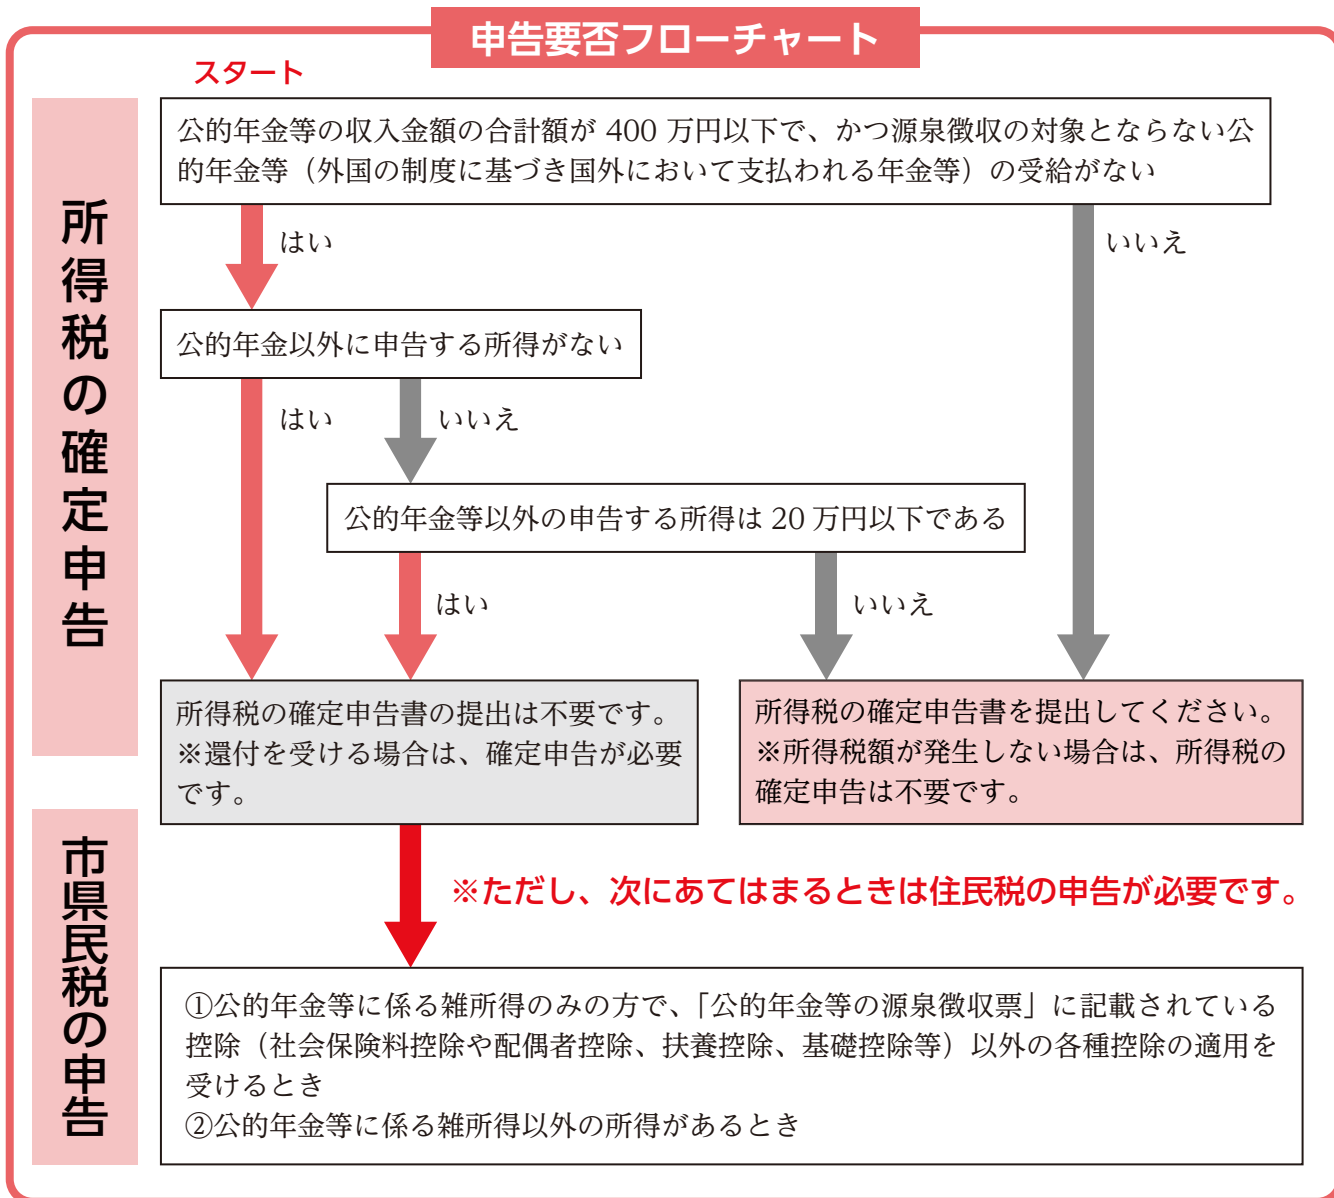 申告要否フローチャート
スタート
所得税の確定申告
公的年金等の収入金額の合計額が 400 万円以下で、かつ源泉徴収の対象とならない公
的年金等（外国の制度に基づき国外において支払われる年金等）の受給がない
はい
いいえ
公的年金以外に申告する所得がない
はい
いいえ
公的年金等以外の申告する所得は 20 万円以下である
はい
いいえ
所得税の確定申告書の提出は不要です。
※還付を受ける場合は、確定申告が必要
です。
所得税の確定申告書を提出してください。
※所得税額が発生しない場合は、所得税の
確定申告は不要です。
市県民税の申告
※ただし、次にあてはまるときは住民税の申告が必要です。
①公的年金等に係る雑所得のみの方で、「公的年金等の源泉徴収票」に記載されている
控除（社会保険料控除や配偶者控除、扶養控除、基礎控除等）以外の各種控除の適用を
受けるとき
②公的年金等に係る雑所得以外の所得があるとき